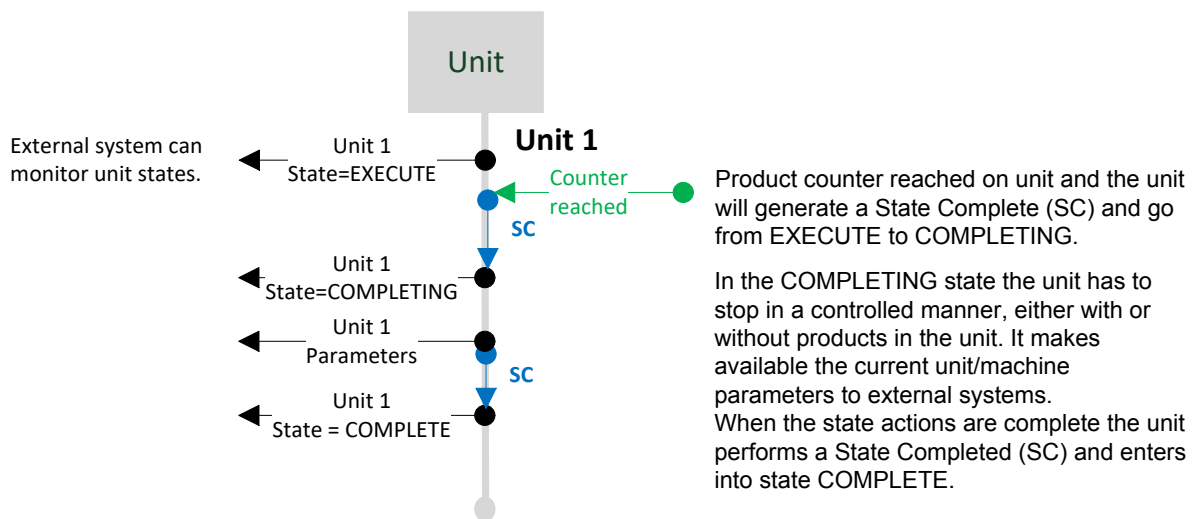 Unit
Unit 1
External system can
monitor unit states.
Unit 1
State=EXECUTE
Counter
reached
SC
Product counter reached on unit and the unit
will generate a State Complete (SC) and go
from EXECUTE to COMPLETING.
Unit 1
State=COMPLETING
In the COMPLETING state the unit has to
stop in a controlled manner, either with or
without products in the unit. It makes
available the current unit/machine
parameters to external systems.
When the state actions are complete the unit
performs a State Completed (SC) and enters
into state COMPLETE.
Unit 1
Parameters
SC
Unit 1
State = COMPLETE